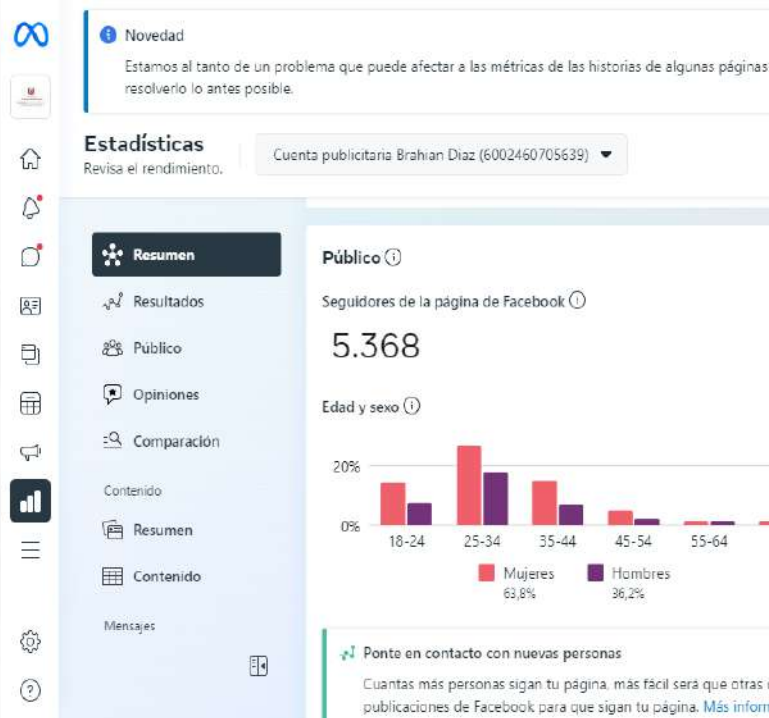 Novedad
Estamos al tanto de un problema que puede afectar a las métricas de las historias de algunas páginas
resolverlo lo antes posible.
Estadísticas
Revisa el rendimiento.
Cuenta publicitaria Brahian Diaz (6002460705639)
Resumen
Resultados
Público
Opiniones
Comparación
Contenido
Resumen
Contenido
Mensajes
Público
Seguidores de la página de Facebook
5.368
Edad y sexo
20%
0%
18-24 25-34 35-44 45-54 55-64
Mujeres Hombres
63,8% 36,2%
Ponte en contacto con nuevas personas
Cuantas más personas sigan tu página, más fácil será que otras
publicaciones de Facebook para que sigan tu página. Más inform